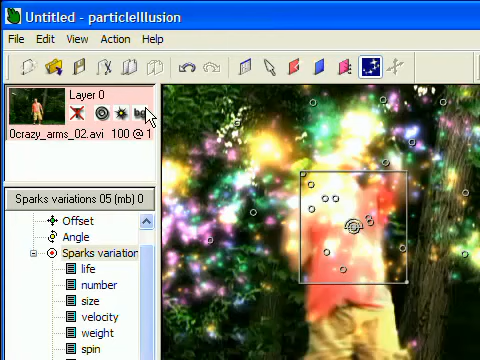 Untitled - particleIllusion
File Edit View Action Help
Layer 0
0crazy_arms_02.avi 100 @ 1
Sparks variations 05 (mb) 0
Offset
Angle
Sparks variation
life
number
size
velocity
weight
spin